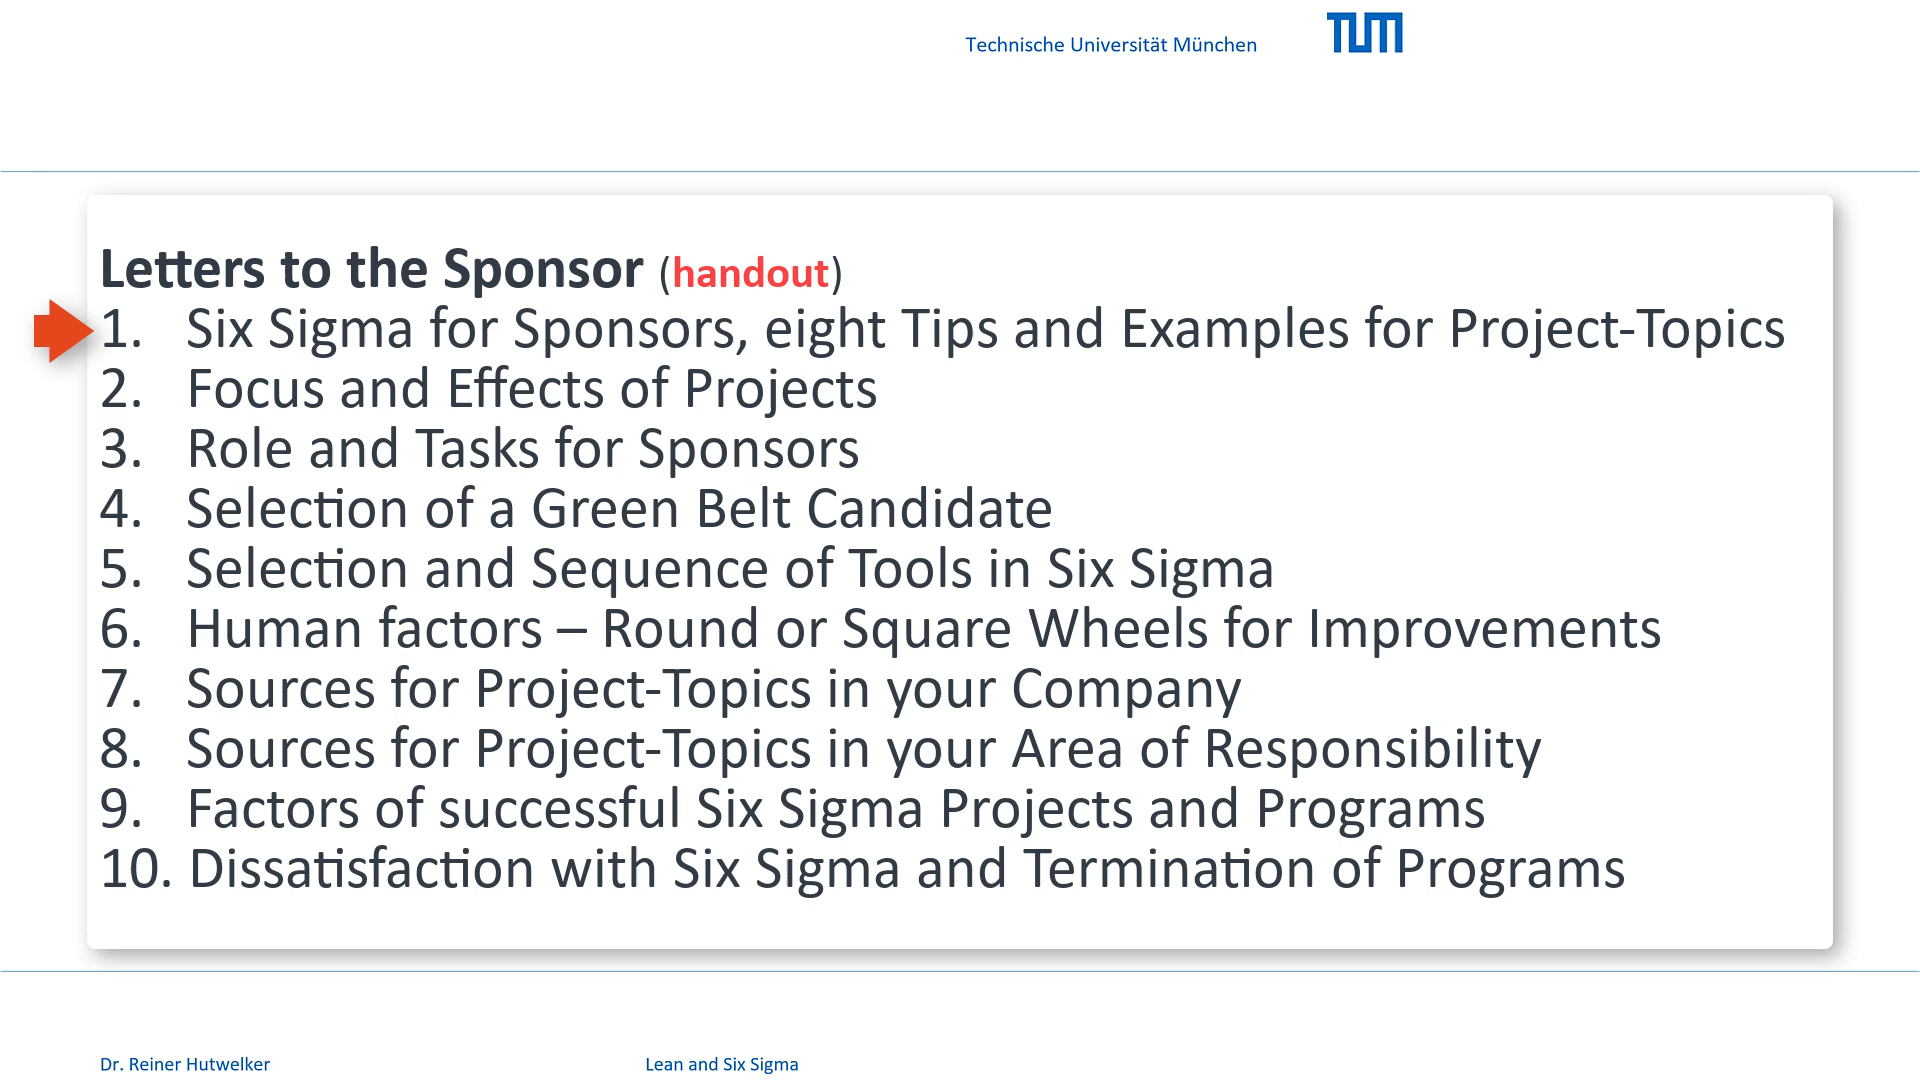 Technische Universität München
TUM
Letters to the Sponsor (handout)
1. Six Sigma for Sponsors, eight Tips and Examples for Project-Topics
2. Focus and Effects of Projects
3. Role and Tasks for Sponsors
4. Selection of a Green Belt Candidate
5. Selection and Sequence of Tools in Six Sigma
6. Human factors – Round or Square Wheels for Improvements
7. Sources for Project-Topics in your Company
8. Sources for Project-Topics in your Area of Responsibility
9. Factors of successful Six Sigma Projects and Programs
10. Dissatisfaction with Six Sigma and Termination of Programs
Dr. Reiner Hutwelker
Lean and Six Sigma